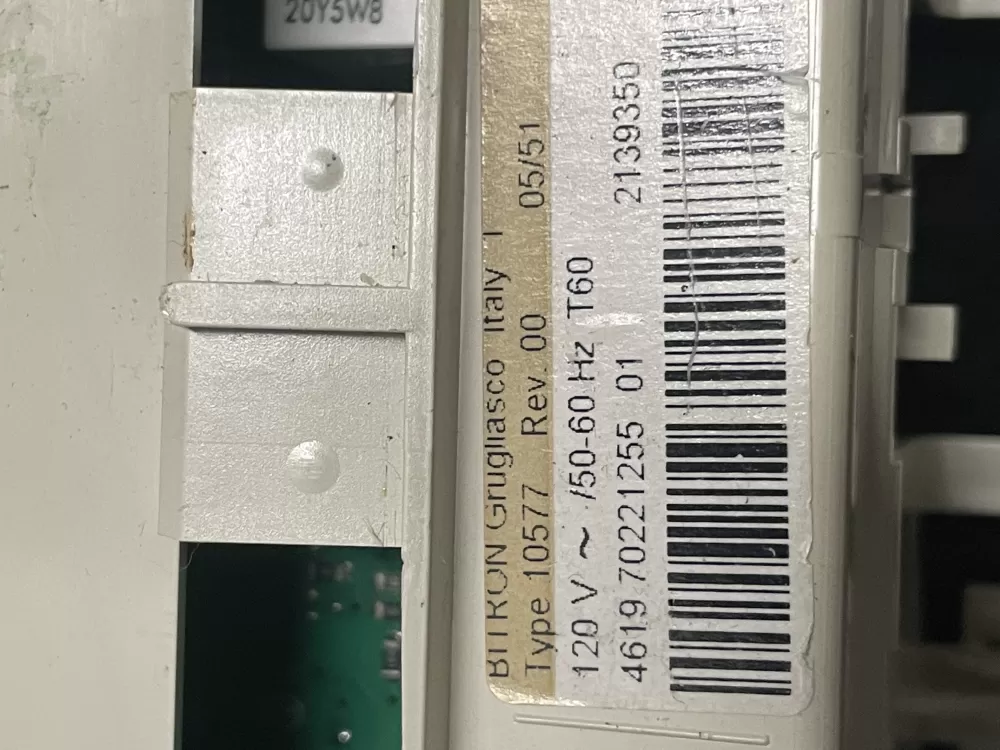 20Y5W8
BITRON Grugliasco Italy
Type 10577 Rev. 00 05/51
120 V ~ /50-60 Hz T60
4619 70221255 01 2139350